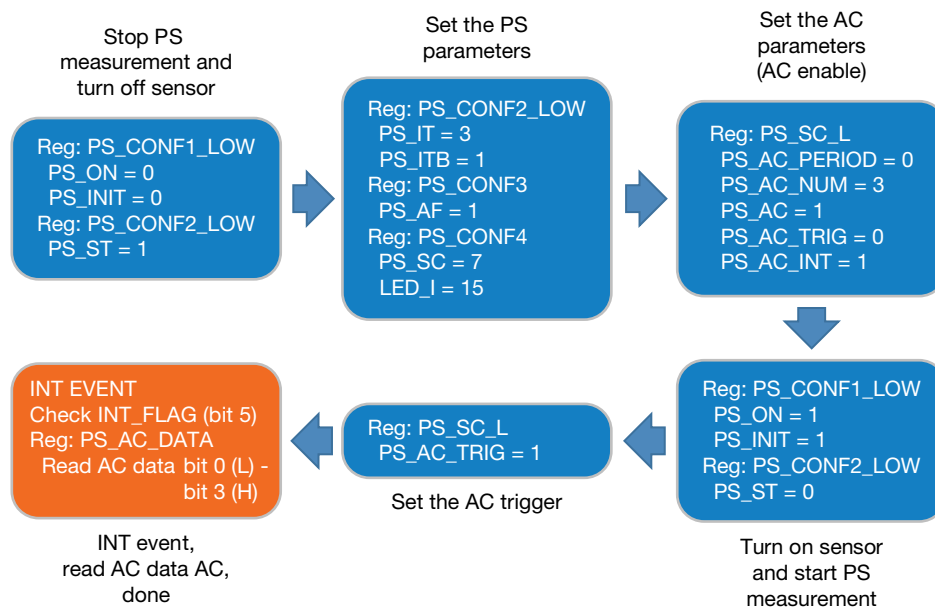 Stop PS
measurement and
turn off sensor
Reg: PS_CONF1_LOW
PS_ON = 0
PS_INIT = 0
Reg: PS_CONF2_LOW
PS_ST = 1
Set the PS
parameters
Reg: PS_CONF2_LOW
PS_IT = 3
PS_ITB = 1
Reg: PS_CONF3
PS_AF = 1
Reg: PS_CONF4
PS_SC = 7
LED_I = 15
Set the AC
parameters
(AC enable)
Reg: PS_SC_L
PS_AC_PERIOD = 0
PS_AC_NUM = 3
PS_AC = 1
PS_AC_TRIG = 0
PS_AC_INT = 1
Reg: PS_CONF1_LOW
PS_ON = 1
PS_INIT = 1
Reg: PS_CONF2_LOW
PS_ST = 0
Turn on sensor
and start PS
measurement
Reg: PS_SC_L
PS_AC_TRIG = 1
Set the AC trigger
INT EVENT
Check INT_FLAG (bit 5)
Reg: PS_AC_DATA
Read AC data bit 0 (L) -
bit 3 (H)
INT event,
read AC data AC,
done